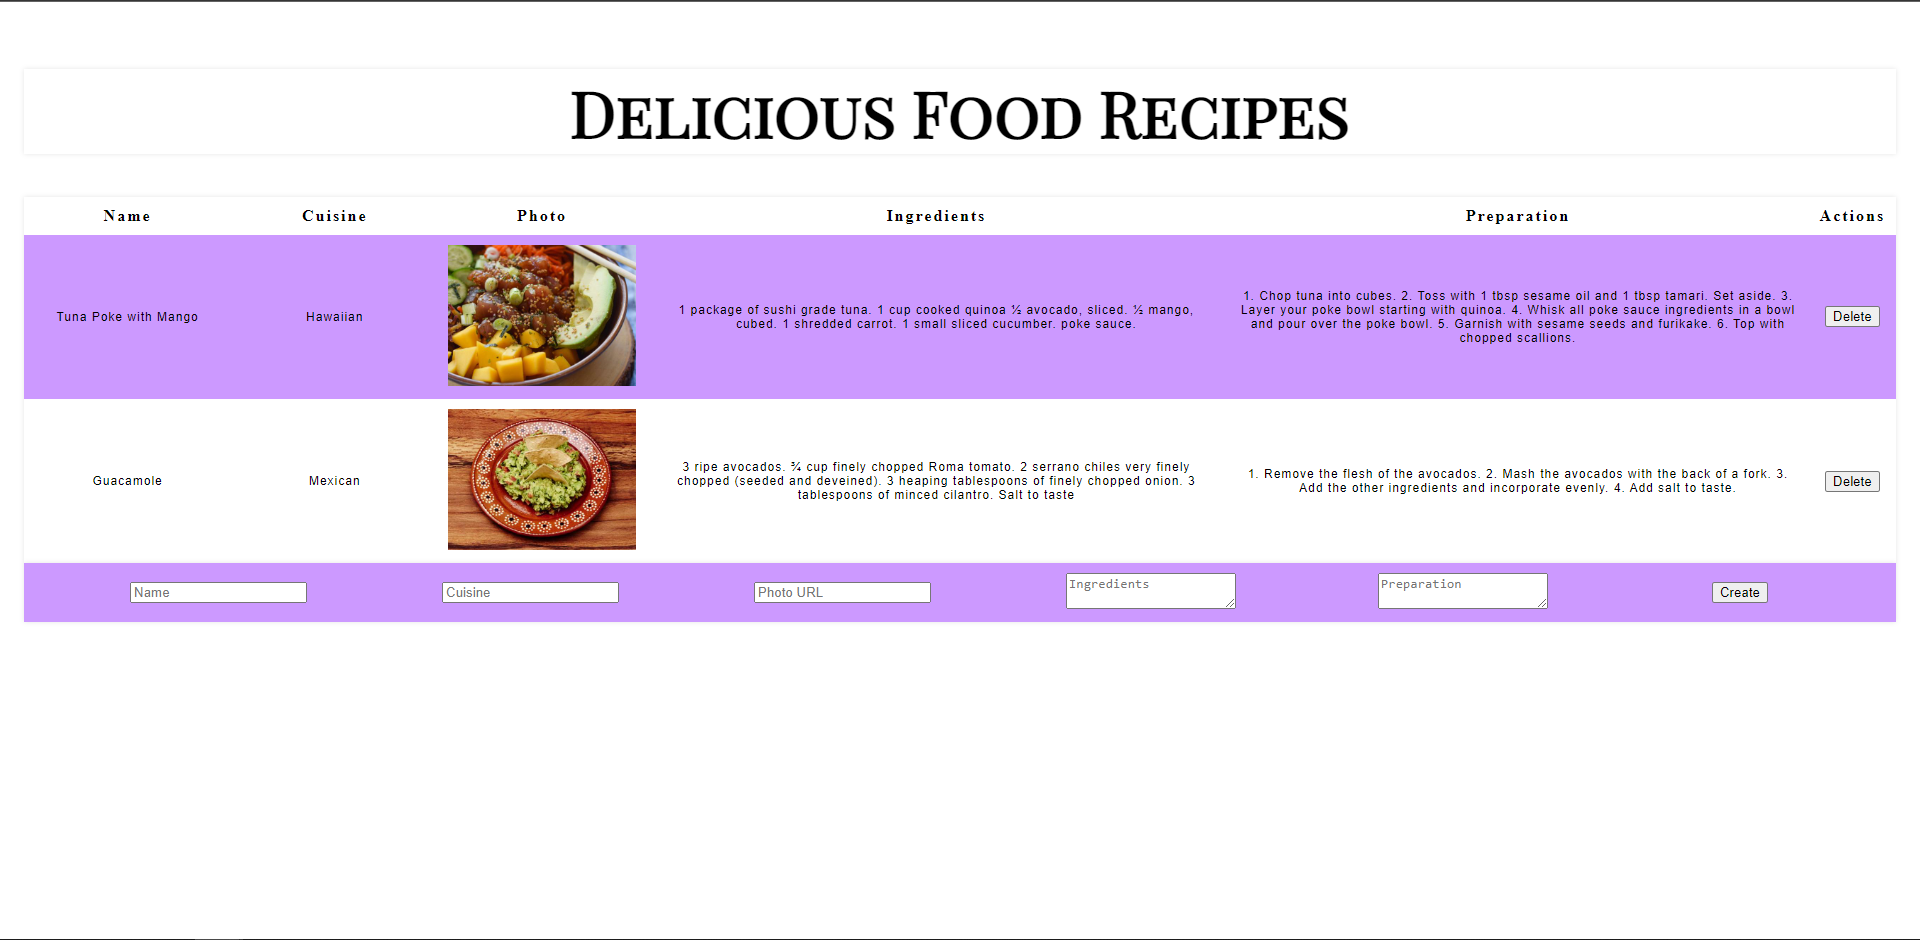 Delicious Food Recipes
Name Cuisine Photo Ingredients Preparation Actions
Tuna Poke with Mango
Hawaiian
1 package of sushi grade tuna. 1 cup cooked quinoa ½ avocado, sliced. ½ mango,
cubed. 1 shredded carrot. 1 small sliced cucumber. poke sauce.
1. Chop tuna into cubes. 2. Toss with 1 tbsp sesame oil and 1 tbsp tamari. Set aside. 3.
Layer your poke bowl starting with quinoa. 4. Whisk all poke sauce ingredients in a bowl
and pour over the poke bowl. 5. Garnish with sesame seeds and furikake. 6. Top with
chopped scallions.
Delete
Guacamole
Mexican
3 ripe avocados. ¾ cup finely chopped Roma tomato. 2 serrano chiles very finely
chopped (seeded and deveined). 3 heaping tablespoons of finely chopped onion. 3
tablespoons of minced cilantro. Salt to taste
1. Remove the flesh of the avocados. 2. Mash the avocados with the back of a fork. 3.
Add the other ingredients and incorporate evenly. 4. Add salt to taste.
Delete
Name Cuisine Photo URL Ingredients Preparation Create